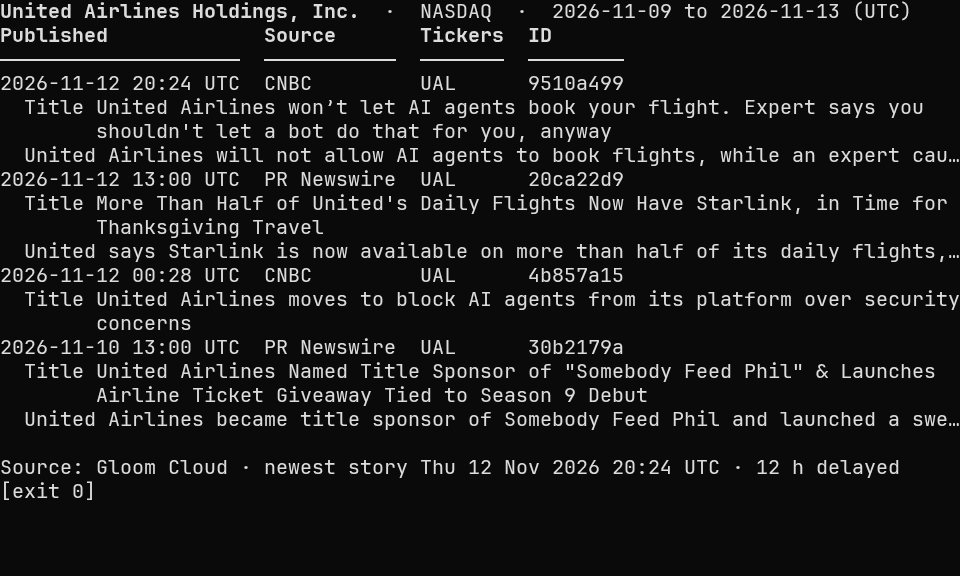 United Airlines Holdings, Inc.  ·  NASDAQ  ·  2026-11-09 to 2026-11-13 (UTC)
Published             Source       Tickers  ID
2026-11-12 20:24 UTC  CNBC         UAL      9510a499
Title United Airlines won’t let AI agents book your flight. Expert says you
shouldn't let a bot do that for you, anyway
United Airlines will not allow AI agents to book flights, while an expert cau…
2026-11-12 13:00 UTC  PR Newswire  UAL      20ca22d9
Title More Than Half of United's Daily Flights Now Have Starlink, in Time for
Thanksgiving Travel
United says Starlink is now available on more than half of its daily flights,…
2026-11-12 00:28 UTC  CNBC         UAL      4b857a15
Title United Airlines moves to block AI agents from its platform over security
concerns
2026-11-10 13:00 UTC  PR Newswire  UAL      30b2179a
Title United Airlines Named Title Sponsor of "Somebody Feed Phil" & Launches
Airline Ticket Giveaway Tied to Season 9 Debut
United Airlines became title sponsor of Somebody Feed Phil and launched a swe…
Source: Gloom Cloud · newest story Thu 12 Nov 2026 20:24 UTC · 12 h delayed
[exit 0]